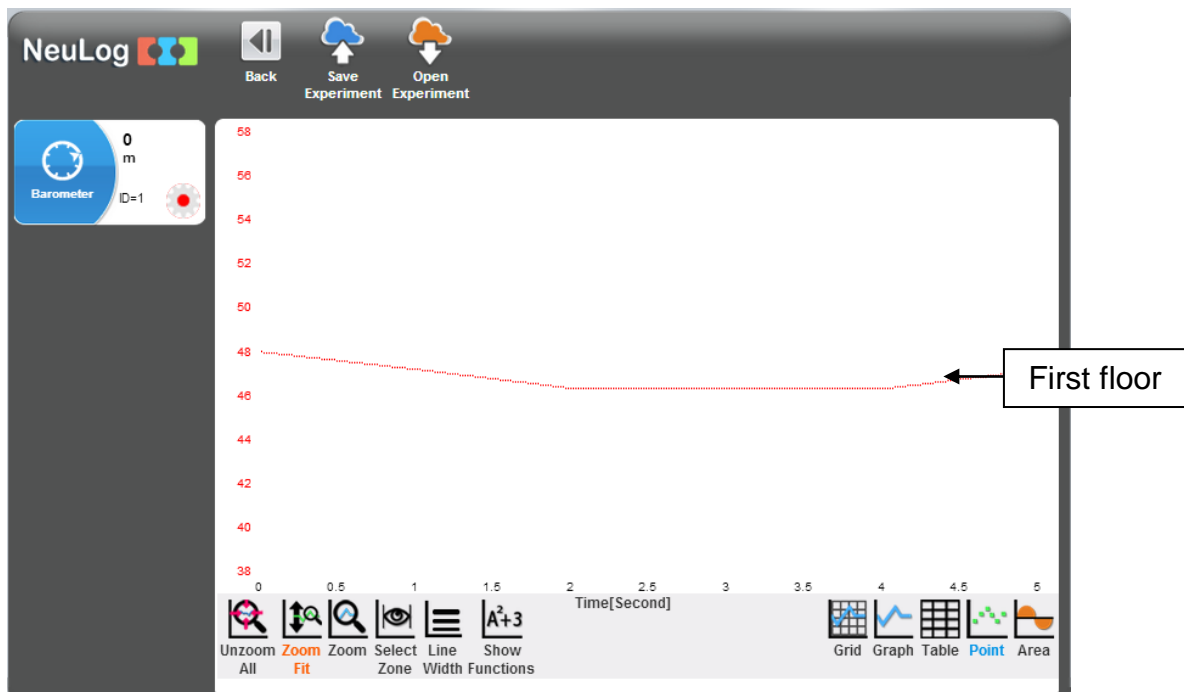 NeuLog
Back
Save
Experiment
Open
Experiment
Barometer
0
m
ID=1
58
56
54
52
50
48
46
44
42
40
38
0 0.5 1 1.5 2 2.5 3 3.5 4 4.5 5
Time[Second]
First floor
Unzoom
All
Zoom
Fit
Zoom
Select
Zone
Line
Width
A²+3
Show
Functions
Grid
Graph
Table
Point
Area